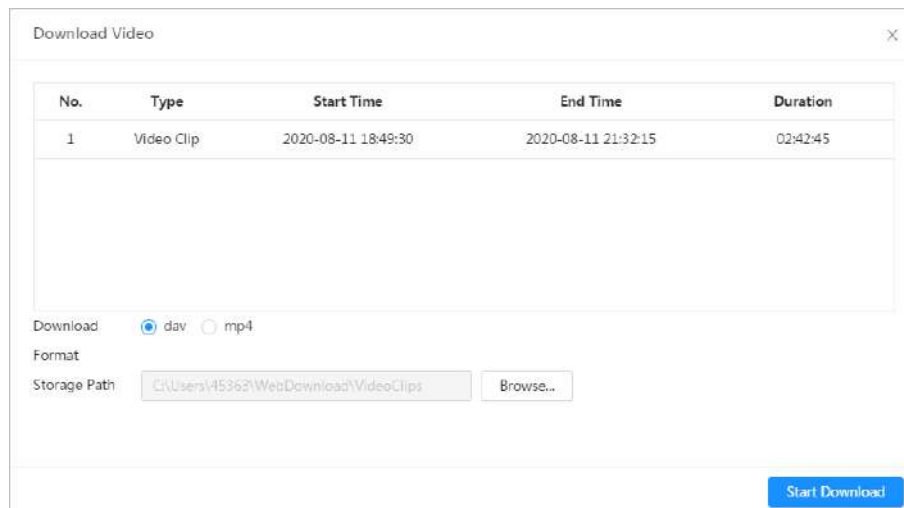 Download Video
No. Type Start Time End Time Duration
1 Video Clip 2020-08-11 18:49:30 2020-08-11 21:32:15 02:42:45
Download dav mp4
Format
Storage Path C:\Users\45363\WebDownload\VideoClips Browse...
Start Download